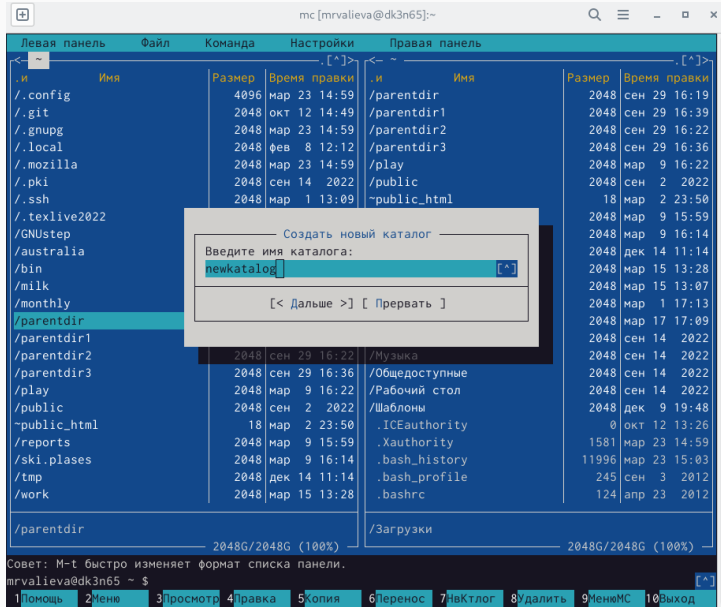 mc [mrvalieva@dk3n65]:~
Левая панель Файл Команда Настройки Правая панель
<— ~ .[^]> <— ~ .[^]>
.и Имя Размер Время правки .и Имя Размер Время правки
/.config 4096 мар 23 14:59 /parentdir 2048 сен 29 16:19
/.git 2048 окт 12 14:49 /parentdir1 2048 сен 29 16:39
/.gnupg 2048 мар 23 14:59 /parentdir2 2048 сен 29 16:22
/.local 2048 фев 8 12:12 /parentdir3 2048 сен 29 16:36
/.mozilla 2048 мар 23 14:59 /play 2048 мар 9 16:22
/.pki 2048 сен 14 2022 /public 2048 сен 2 2022
/.ssh 2048 мар 1 13:09 ~public_html 18 мар 2 23:50
/.texlive2022 2048 мар 9 15:59
/GNUstep Создать новый каталог 2048 мар 9 16:14
/australia Введите имя каталога: 2048 дек 14 11:14
/bin newkatalog [^] 2048 мар 15 13:28
/milk 2048 мар 15 13:07
/monthly [< Дальше >] [ Прервать ] 2048 мар 1 17:13
/parentdir 2048 мар 17 17:09
/parentdir1 2048 сен 14 2022
/parentdir2 2048 сен 29 16:22 /Музыка 2048 сен 14 2022
/parentdir3 2048 сен 29 16:36 /Общедоступные 2048 сен 14 2022
/play 2048 мар 9 16:22 /Рабочий стол 2048 сен 14 2022
/public 2048 сен 2 2022 /Шаблоны 2048 дек 9 19:48
~public_html 18 мар 2 23:50 .ICEauthority 0 окт 12 13:26
/reports 2048 мар 9 15:59 .Xauthority 1581 мар 23 14:59
/ski.plases 2048 мар 9 16:14 .bash_history 11996 мар 23 15:03
/tmp 2048 дек 14 11:14 .bash_profile 245 сен 3 2012
/work 2048 мар 15 13:28 .bashrc 124 апр 23 2012
/parentdir /Загрузки
2048G/2048G (100%) 2048G/2048G (100%)
Совет: M-t быстро изменяет формат списка панели.
mrvalieva@dk3n65 ~ $ [^]
1Помощь 2Меню 3Просмотр 4Правка 5Копия 6Перенос 7НвКтлог 8Удалить 9МенюMC 10Выход